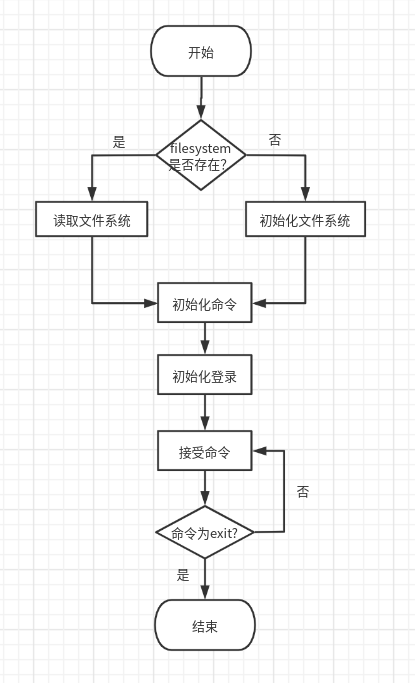 开始
是
否
filesystem
是否存在?
读取文件系统
初始化文件系统
初始化命令
初始化登录
接受命令
否
命令为exit?
是
结束